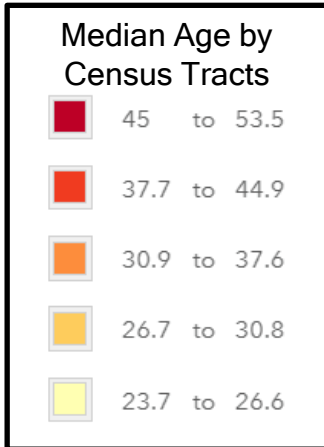 Median Age by
Census Tracts
45 to 53.5
37.7 to 44.9
30.9 to 37.6
26.7 to 30.8
23.7 to 26.6